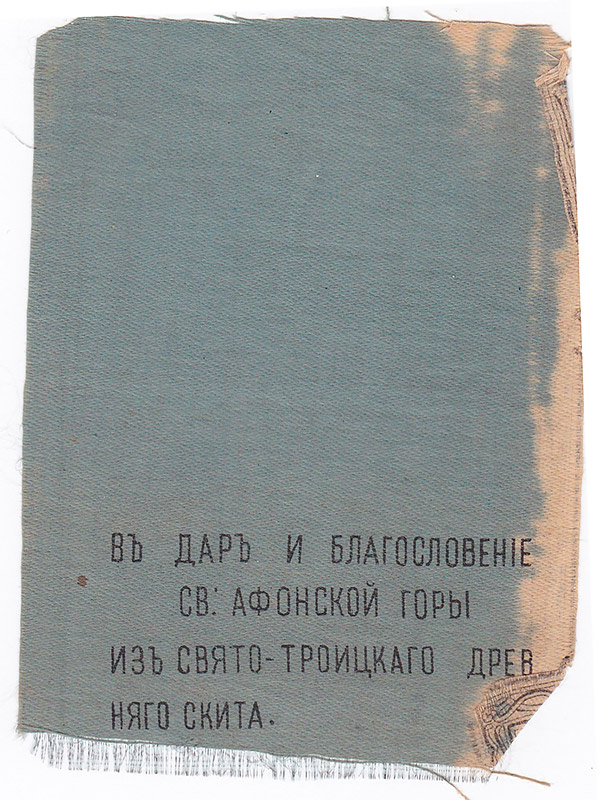 ВЪ ДАРЪ И БЛАГОСЛОВЕНІЕ
СВ: АФОНСКОЙ ГОРЫ
ИЗЪ СВЯТО-ТРОИЦКАГО ДРЕВ
НЯГО СКИТА.